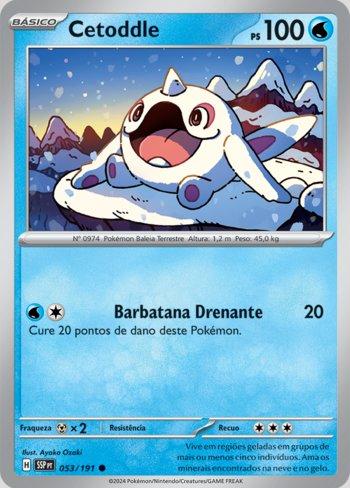 BÁSICO
Cetoddle
PS 100
Nº 0974 Pokémon Baleia Terrestre Altura: 1,2 m Peso: 45,0 kg
Barbatana Drenante 20
Cure 20 pontos de dano deste Pokémon.
Fraqueza ×2 Resistência Recuo
Ilust. Ayako Ozaki
H SSP PT 053/191
Vive em regiões geladas em grupos de
mais ou menos cinco indivíduos. Ama os
minerais encontrados na neve e no gelo.
©2024 Pokémon/Nintendo/Creatures/GAME FREAK